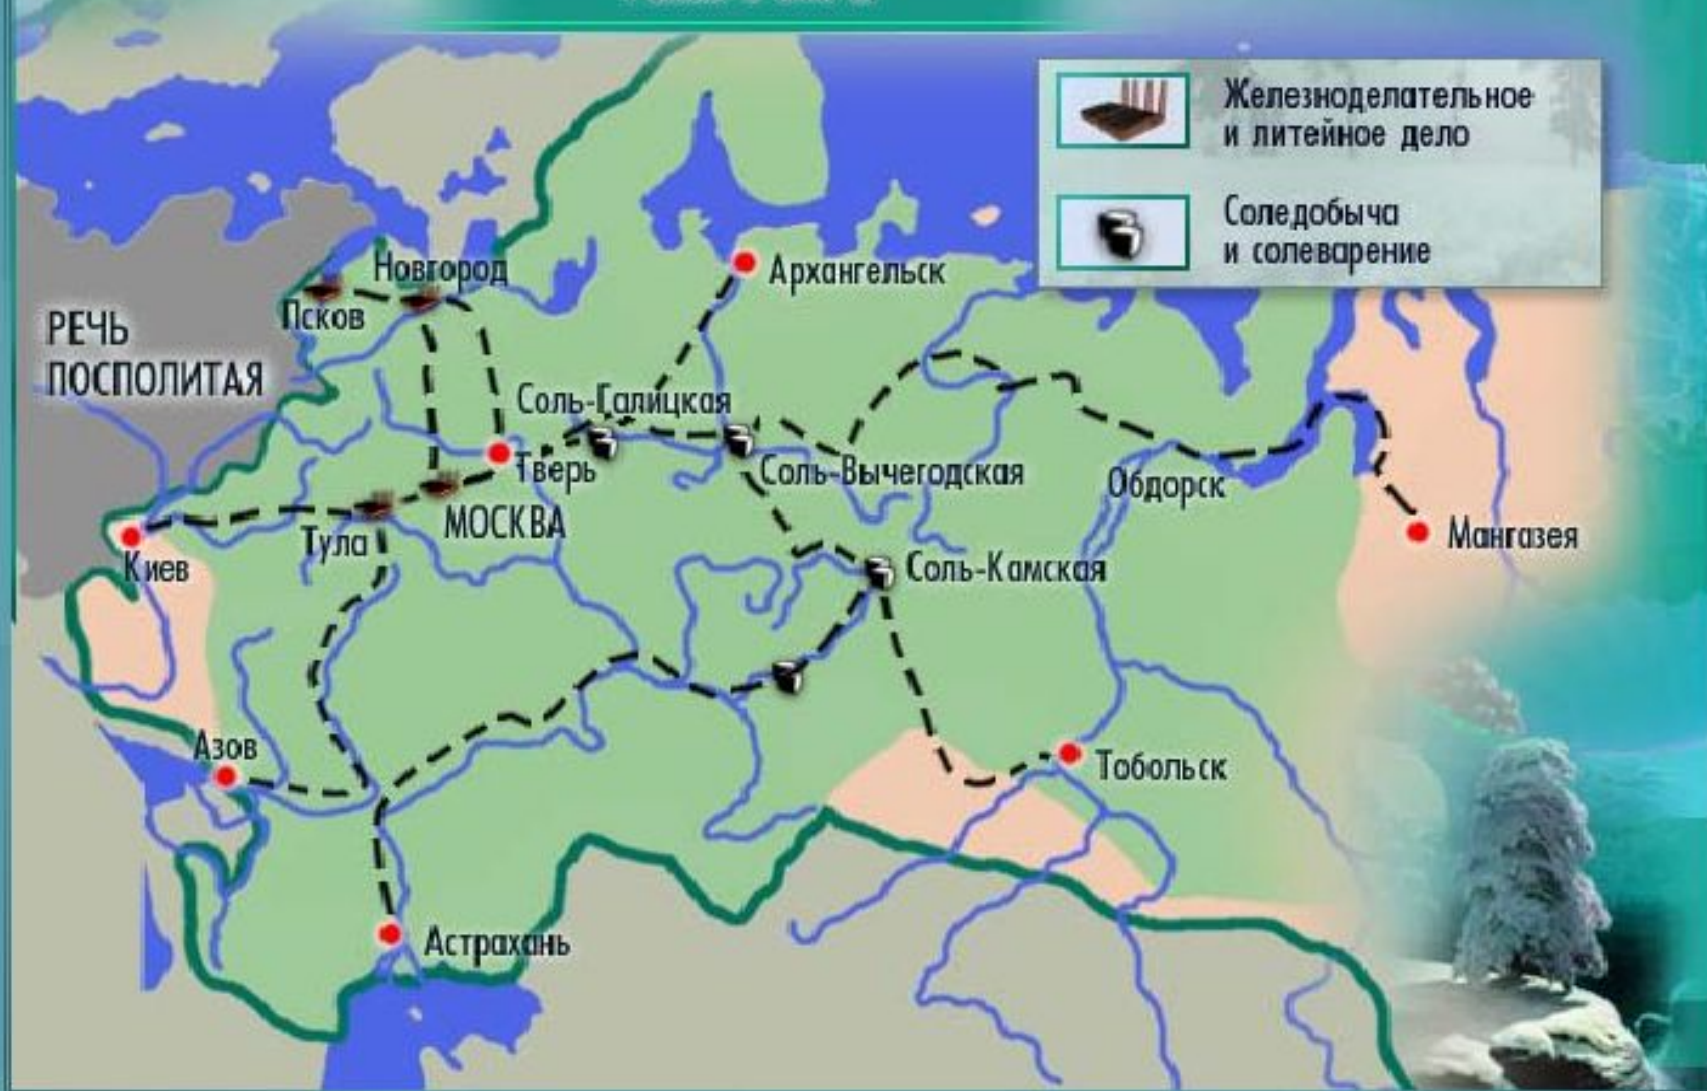 Железноделательное
и литейное дело
Соледобыча
и солеварение
Новгород
Псков
Архангельск
РЕЧЬ
ПОСПОЛИТАЯ
Соль-Галицкая
Тверь
Соль-Вычегодская
Обдорск
МОСКВА
Тула
Киев
Мангазея
Соль-Камская
Азов
Тобольск
Астрахань